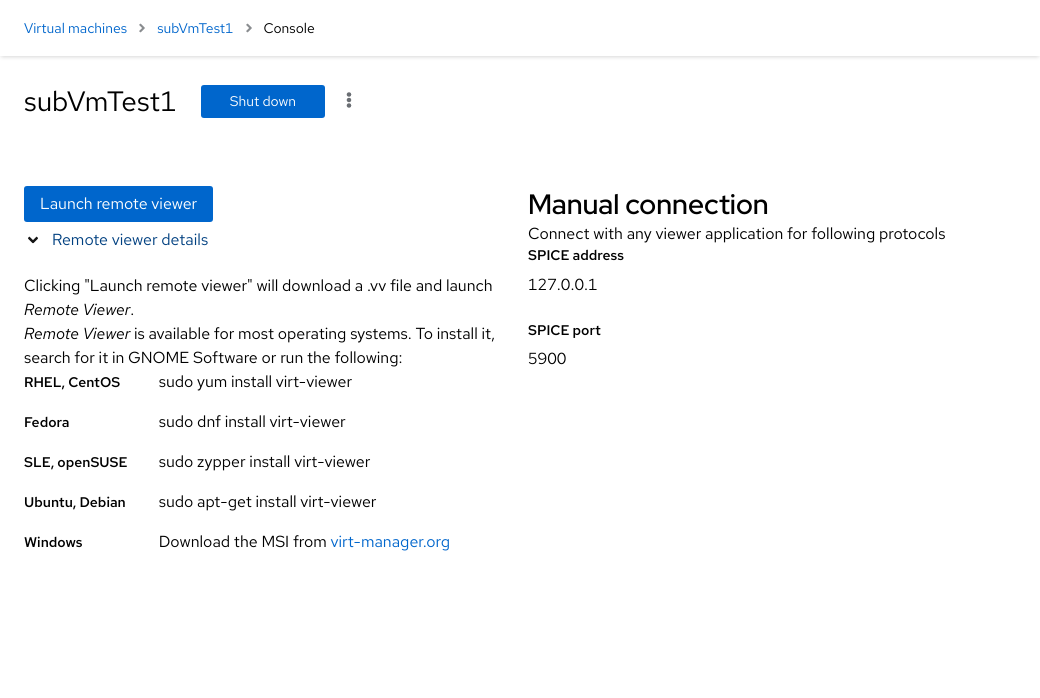 Virtual machines > subVmTest1 > Console
subVmTest1
Shut down
Launch remote viewer
Remote viewer details
Clicking "Launch remote viewer" will download a .vv file and launch
Remote Viewer.
Remote Viewer is available for most operating systems. To install it,
search for it in GNOME Software or run the following:
RHEL, CentOS sudo yum install virt-viewer
Fedora sudo dnf install virt-viewer
SLE, openSUSE sudo zypper install virt-viewer
Ubuntu, Debian sudo apt-get install virt-viewer
Windows Download the MSI from virt-manager.org
Manual connection
Connect with any viewer application for following protocols
SPICE address
127.0.0.1
SPICE port
5900